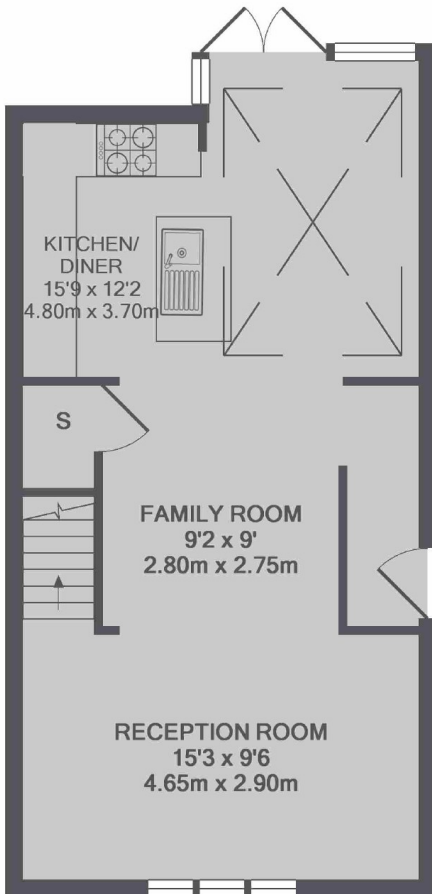 KITCHEN/
DINER
15'9 x 12'2
4.80m x 3.70m
S
FAMILY ROOM
9'2 x 9'
2.80m x 2.75m
RECEPTION ROOM
15'3 x 9'6
4.65m x 2.90m